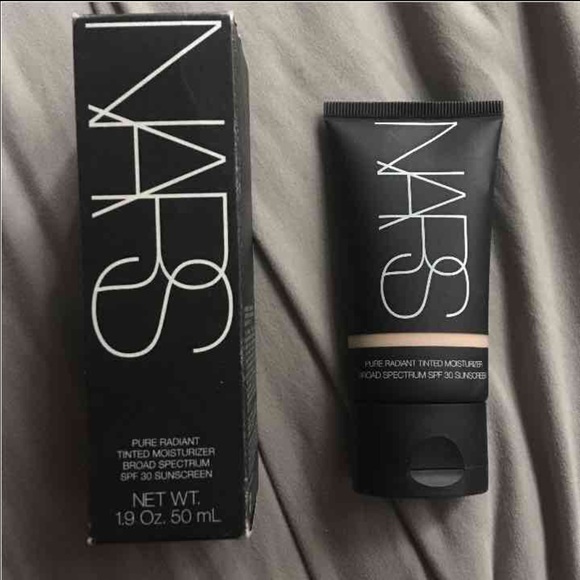 NARS
PURE RADIANT
TINTED MOISTURIZER
BROAD SPECTRUM
SPF 30 SUNSCREEN
NET WT.
1.9 Oz. 50 mL
NARS
PURE RADIANT TINTED MOISTURIZER
BROAD SPECTRUM SPF 30 SUNSCREEN